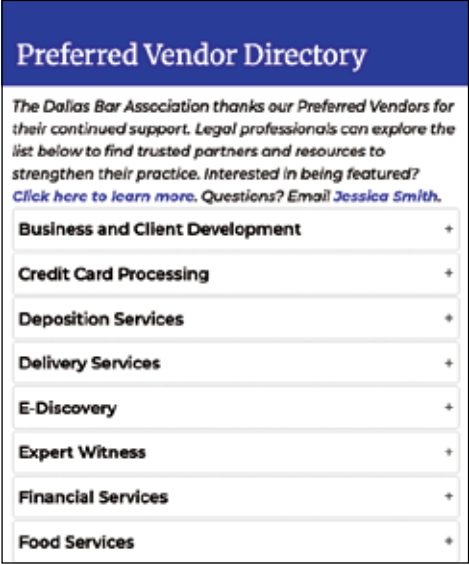 Preferred Vendor Directory
The Dallas Bar Association thanks our Preferred Vendors for
their continued support. Legal professionals can explore the
list below to find trusted partners and resources to
strengthen their practice. Interested in being featured?
Click here to learn more. Questions? Email Jessica Smith.
Business and Client Development +
Credit Card Processing +
Deposition Services +
Delivery Services +
E-Discovery +
Expert Witness +
Financial Services +
Food Services +